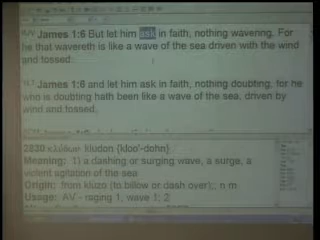 KJV James 1:6 But let him ask in faith, nothing wavering. For
he that wavereth is like a wave of the sea driven with the wind
and tossed.
YLT James 1:6 and let him ask in faith, nothing doubting, for he
who is doubting hath been like a wave of the sea, driven by
wind and tossed
2830 κλύδων kludon {kloo'-dohn}
Meaning: 1) a dashing or surging wave, a surge, a
violent agitation of the sea
Origin: from kluzo (to billow or dash over);; n m
Usage: AV - raging 1, wave 1; 2